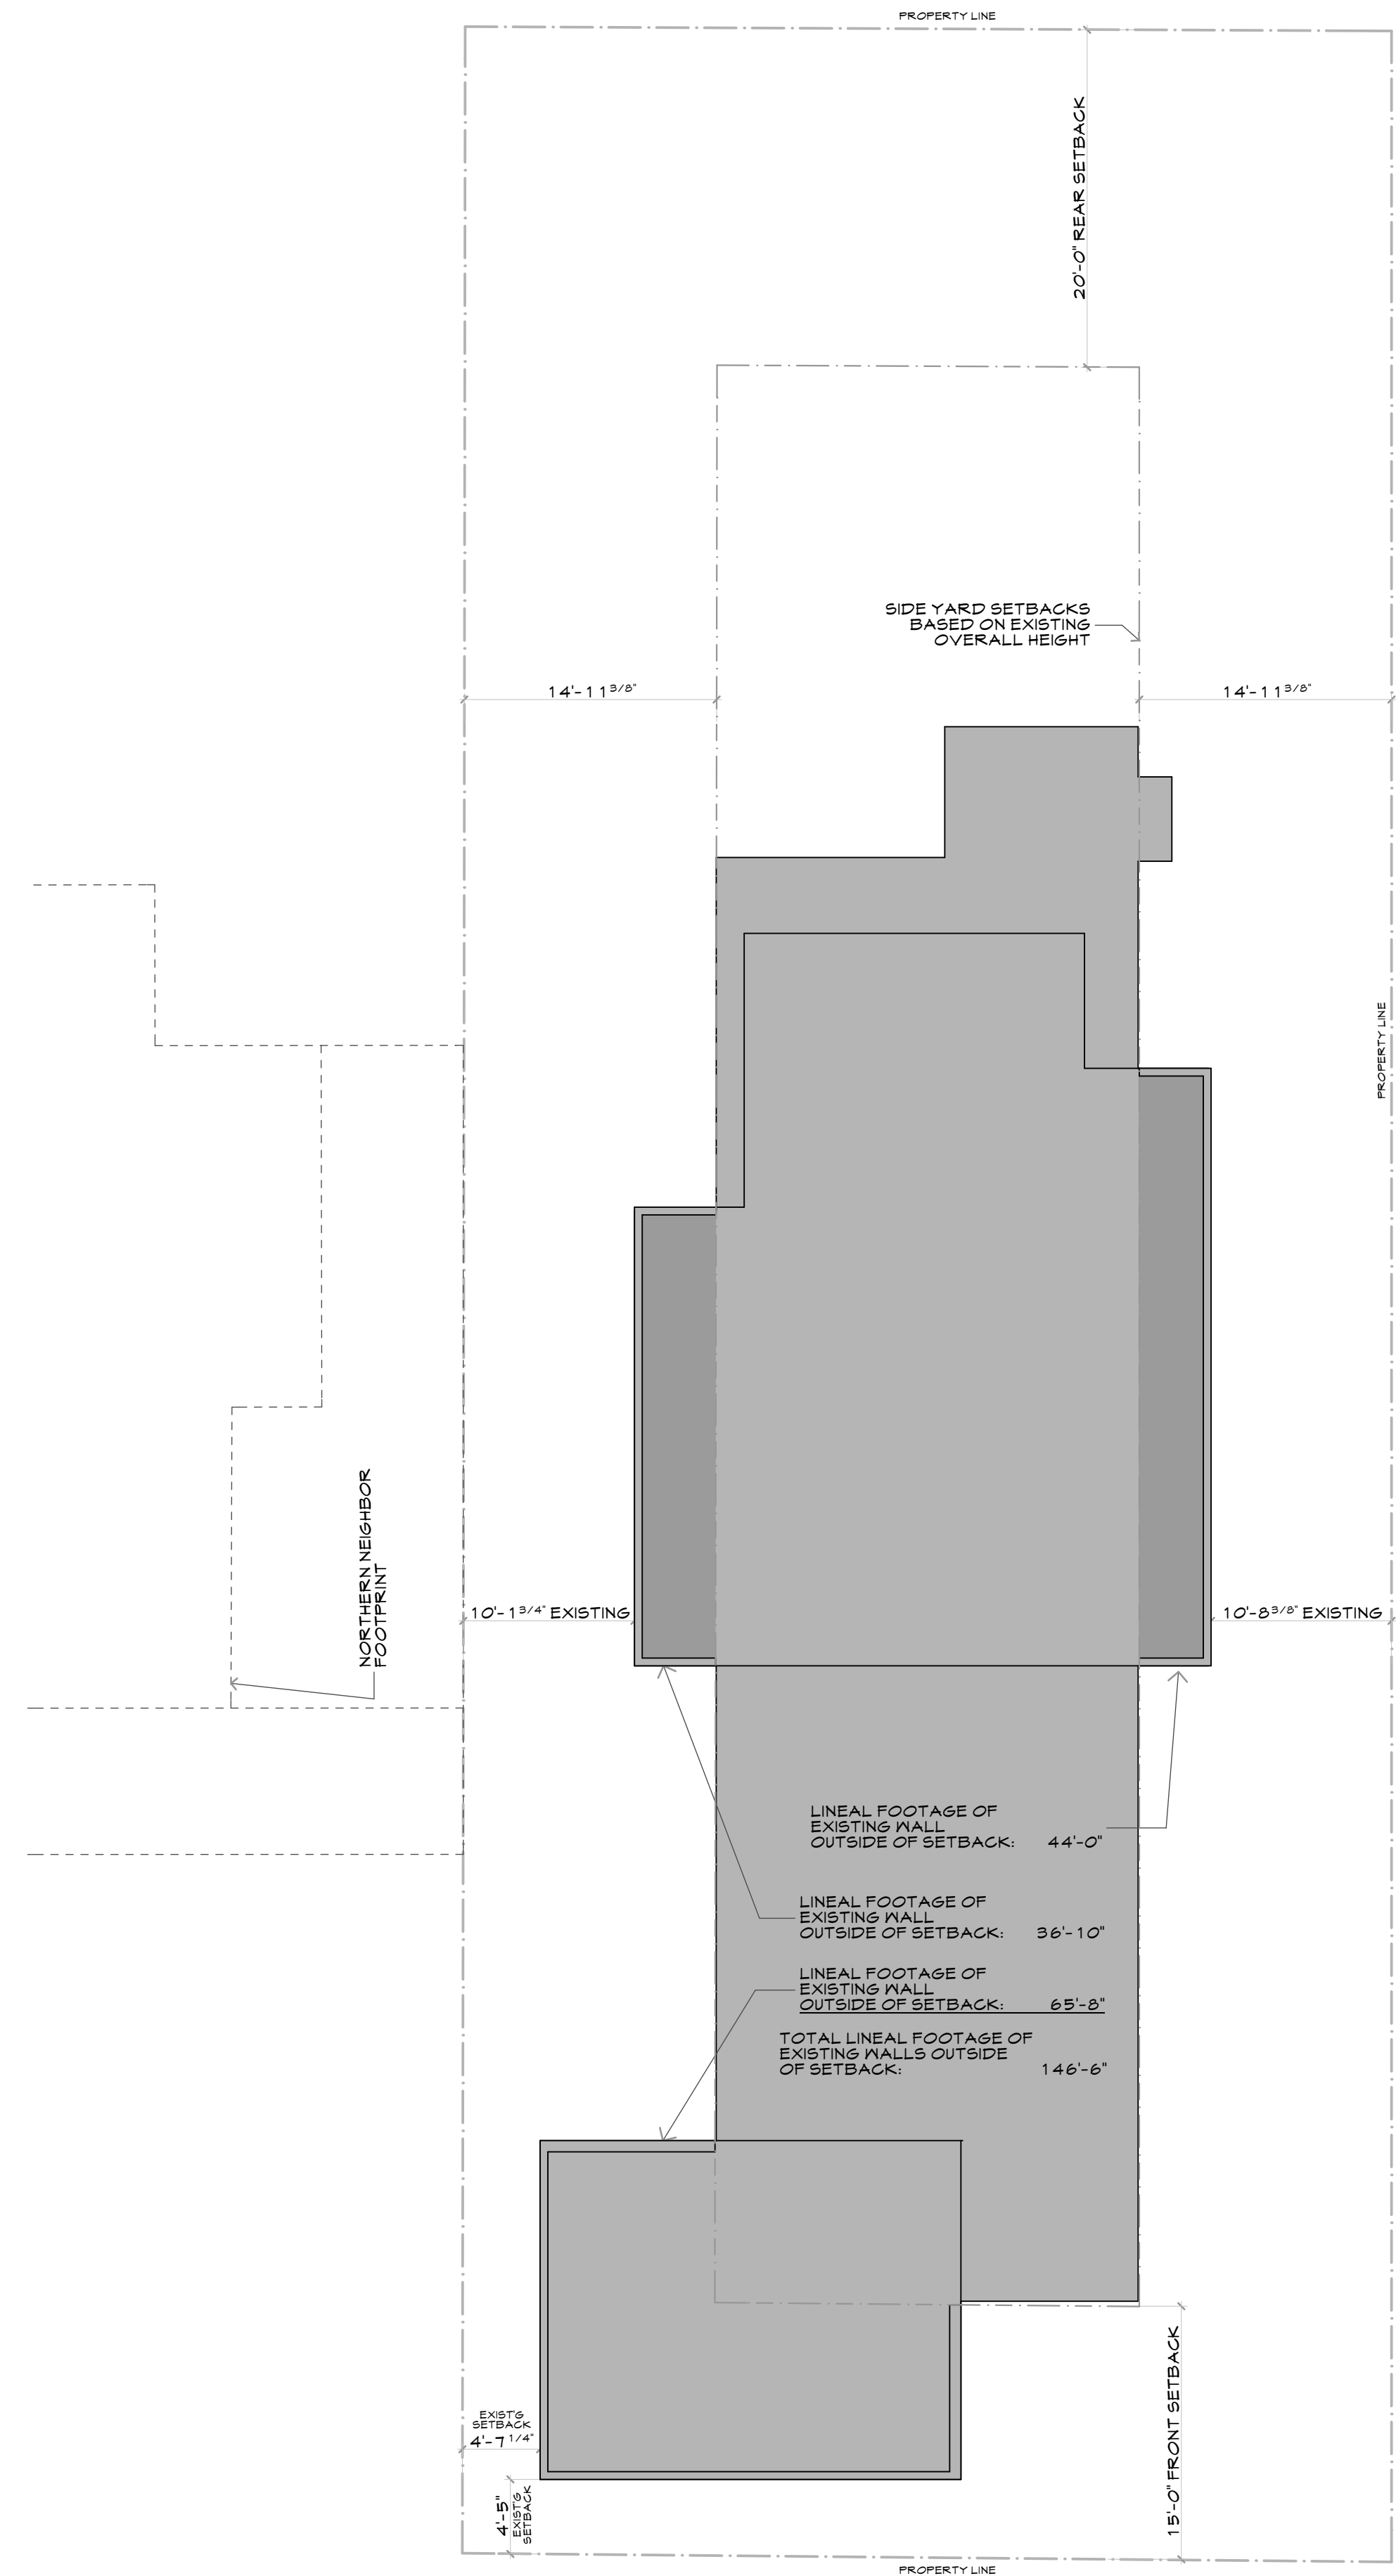 PROPERTY LINE
20'-0" REAR SETBACK
SIDE YARD SETBACKS
BASED ON EXISTING
OVERALL HEIGHT
14'-11 3/8"
14'-11 3/8"
PROPERTY LINE
NORTHERN NEIGHBOR
FOOTPRINT
10'-1 3/4" EXISTING
10'-8 3/8" EXISTING
LINEAL FOOTAGE OF
EXISTING WALL
OUTSIDE OF SETBACK: 44'-0"
LINEAL FOOTAGE OF
EXISTING WALL
OUTSIDE OF SETBACK: 36'-10"
LINEAL FOOTAGE OF
EXISTING WALL
OUTSIDE OF SETBACK: 65'-8"
TOTAL LINEAL FOOTAGE OF
EXISTING WALLS OUTSIDE
OF SETBACK: 146'-6"
EXIST'G
SETBACK
4'-7 1/4"
4'-5"
EXIST'G
SETBACK
15'-0" FRONT SETBACK
PROPERTY LINE